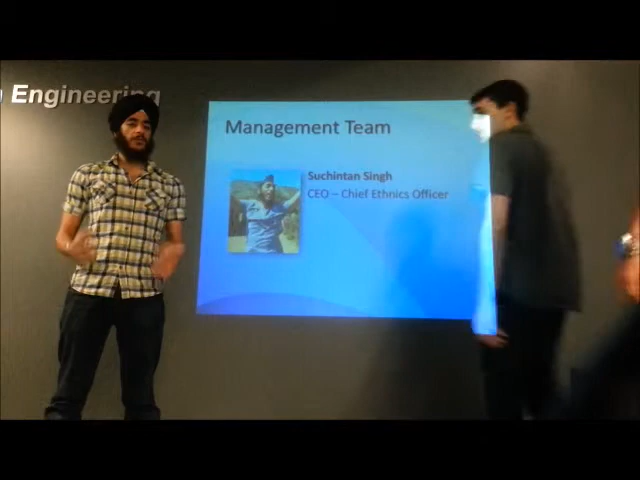 Engineering
Management Team
Suchintan Singh
CEO – Chief Ethnics Officer